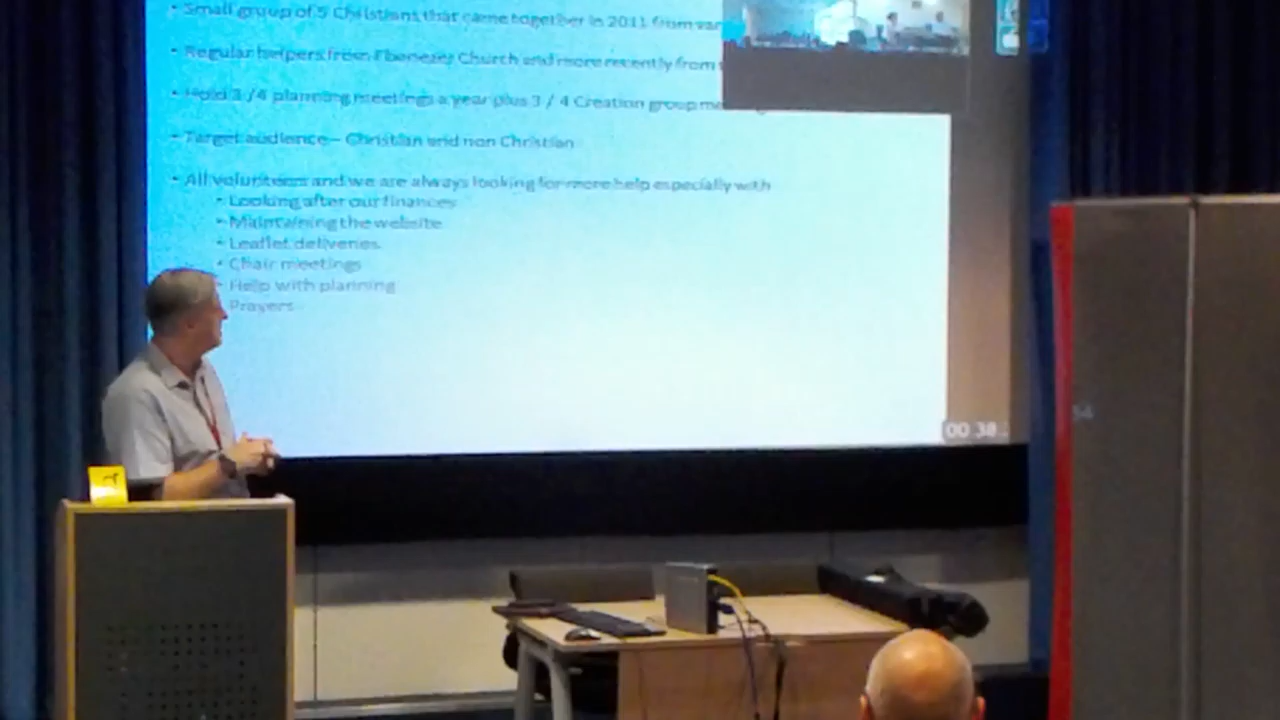 • Small group of 5 Christians that came together in 2011 from
• Regular helpers from Ebenezer Church and more recently from
• Hold 3 / 4 planning meetings a year plus 3 / 4 Creation group
• Target audience – Christian and non Christian
• All volunteers and we are always looking for more help especially with
• Looking after our finances
• Maintaining the website
• Leaflet deliveries
• Chair meetings
• Help with planning
Prayers
00:38